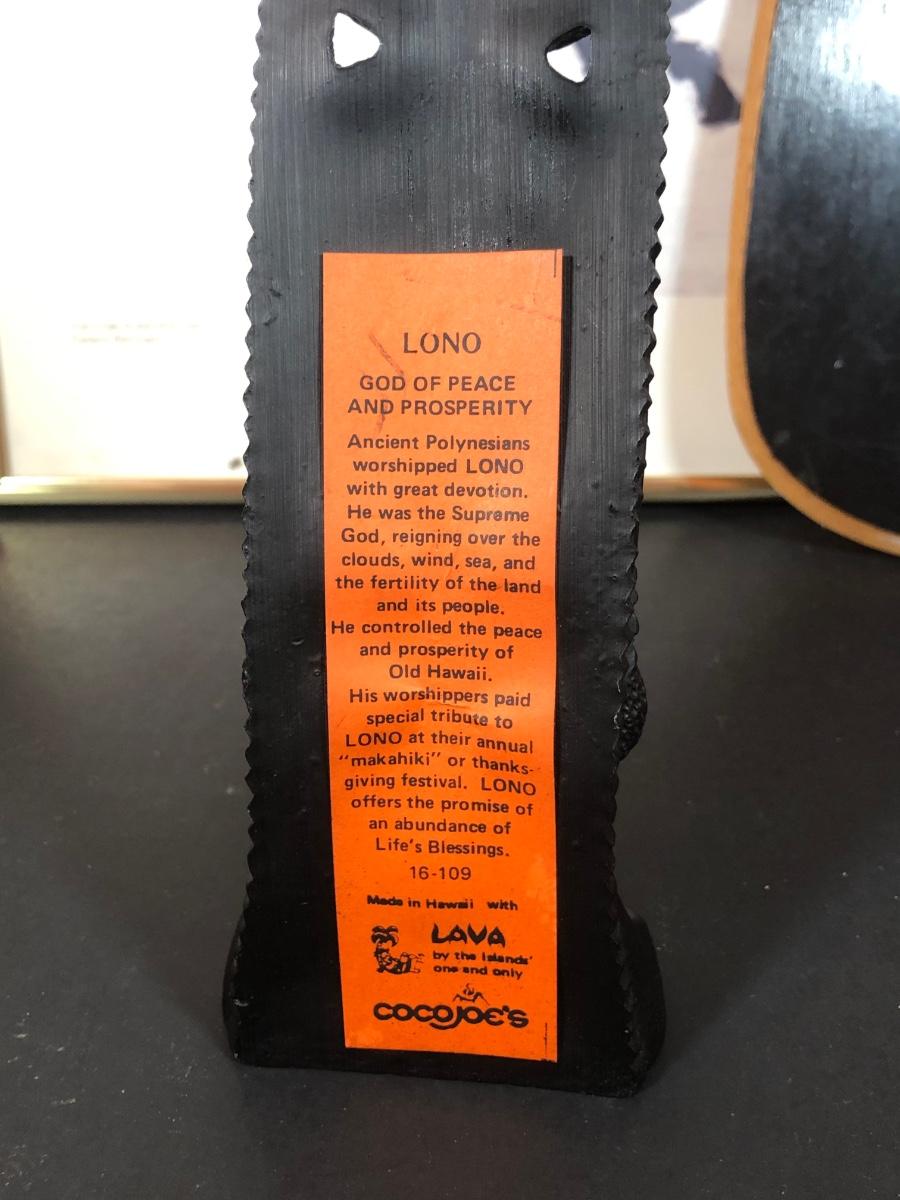 LONO
GOD OF PEACE
AND PROSPERITY
Ancient Polynesians
worshipped LONO
with great devotion.
He was the Supreme
God, reigning over the
clouds, wind, sea, and
the fertility of the land
and its people.
He controlled the peace
and prosperity of
Old Hawaii.
His worshippers paid
special tribute to
LONO at their annual
"makahiki" or thanks-
giving festival. LONO
offers the promise of
an abundance of
Life's Blessings.
16-109
Made in Hawaii with
LAVA
by the Islands'
one and only
COCOJOE'S